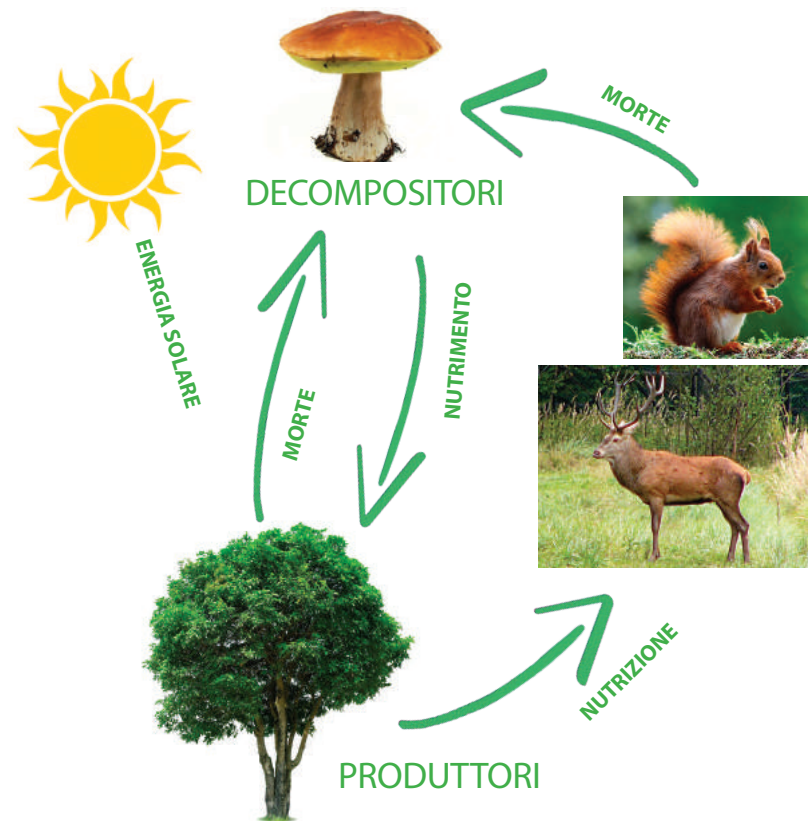 MORTE
DECOMPOSITORI
ENERGIA SOLARE
MORTE
NUTRIMENTO
NUTRIZIONE
PRODUTTORI